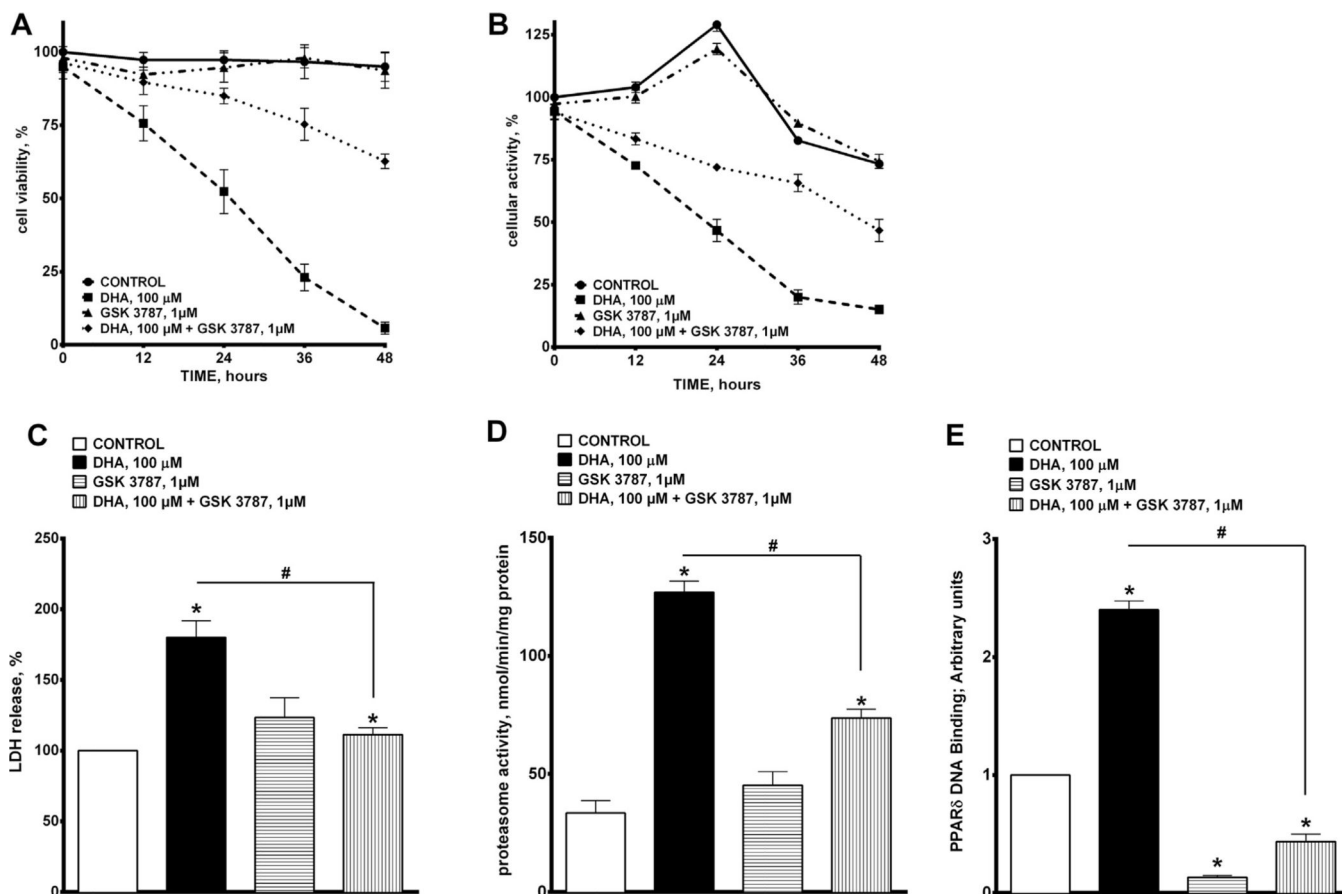 A
cell viability, %
100
75
50
25
0
CONTROL
DHA, 100 µM
GSK 3787, 1µM
DHA, 100 µM + GSK 3787, 1µM
0 12 24 36 48
TIME, hours
B
cellular activity, %
125
100
75
50
25
0
CONTROL
DHA, 100 µM
GSK 3787, 1µM
DHA, 100 µM + GSK 3787, 1µM
0 12 24 36 48
TIME, hours
C
CONTROL
DHA, 100 µM
GSK 3787, 1µM
DHA, 100 µM + GSK 3787, 1µM
LDH release, %
250
200
150
100
50
0
#
*
*
D
CONTROL
DHA, 100 µM
GSK 3787, 1µM
DHA, 100 µM + GSK 3787, 1µM
proteasome activity, nmol/min/mg protein
150
100
50
0
#
*
*
E
CONTROL
DHA, 100 µM
GSK 3787, 1µM
DHA, 100 µM + GSK 3787, 1µM
PPARδ DNA Binding; Arbitrary units
3
2
1
0
#
*
*
*